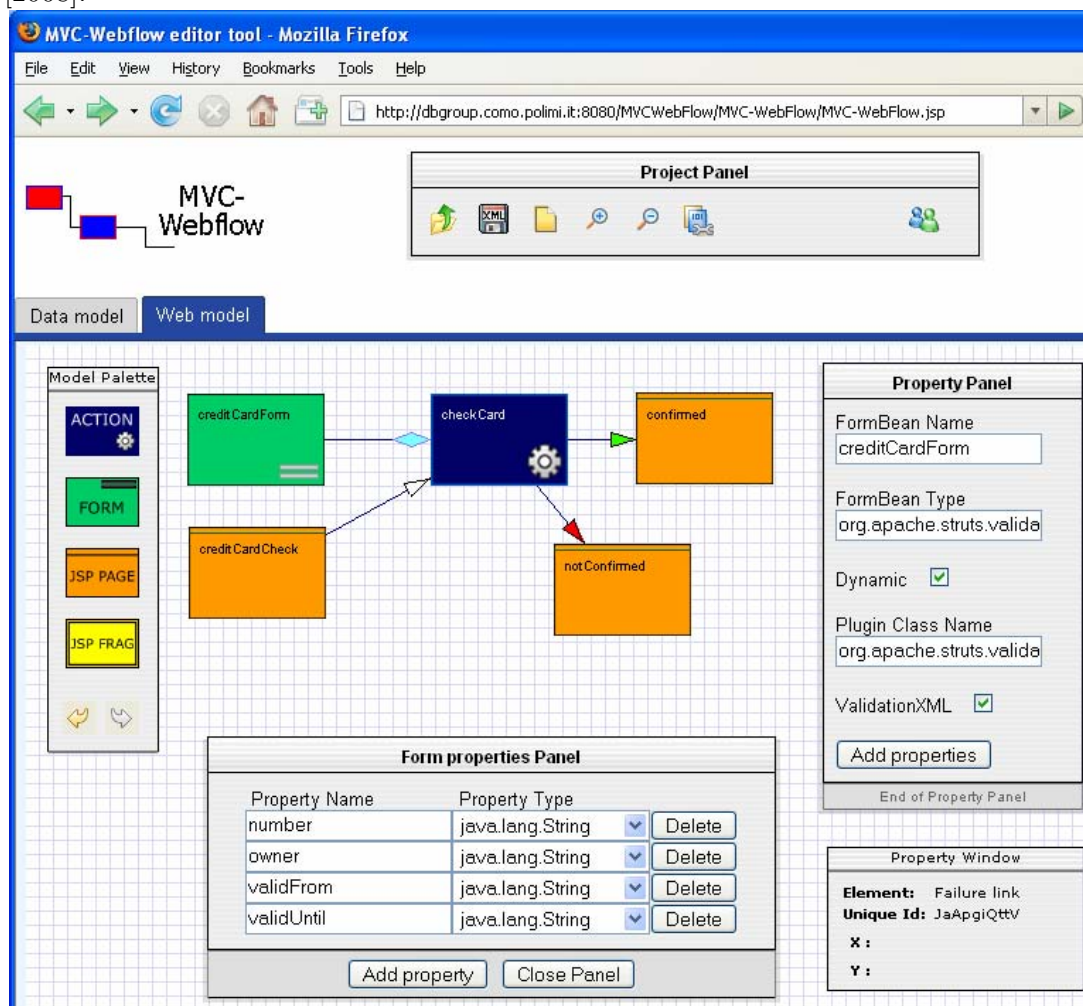 [2008].
MVC-Webflow editor tool - Mozilla Firefox
File Edit View History Bookmarks Tools Help
http://dbgroup.como.polimi.it:8080/MVCWebFlow/MVC-WebFlow/MVC-WebFlow.jsp
MVC-
Webflow
Project Panel
XML
Data model Web model
Model Palette
ACTION
FORM
JSP PAGE
JSP FRAG
creditCardForm
checkCard
confirmed
creditCardCheck
notConfirmed
Property Panel
FormBean Name
creditCardForm
FormBean Type
org.apache.struts.valida
Dynamic
Plugin Class Name
org.apache.struts.valida
ValidationXML
Add properties
End of Property Panel
Form properties Panel
Property Name Property Type
number java.lang.String Delete
owner java.lang.String Delete
validFrom java.lang.String Delete
validUntil java.lang.String Delete
Add property Close Panel
Property Window
Element: Failure link
Unique Id: JaApgiQttV
X :
Y :